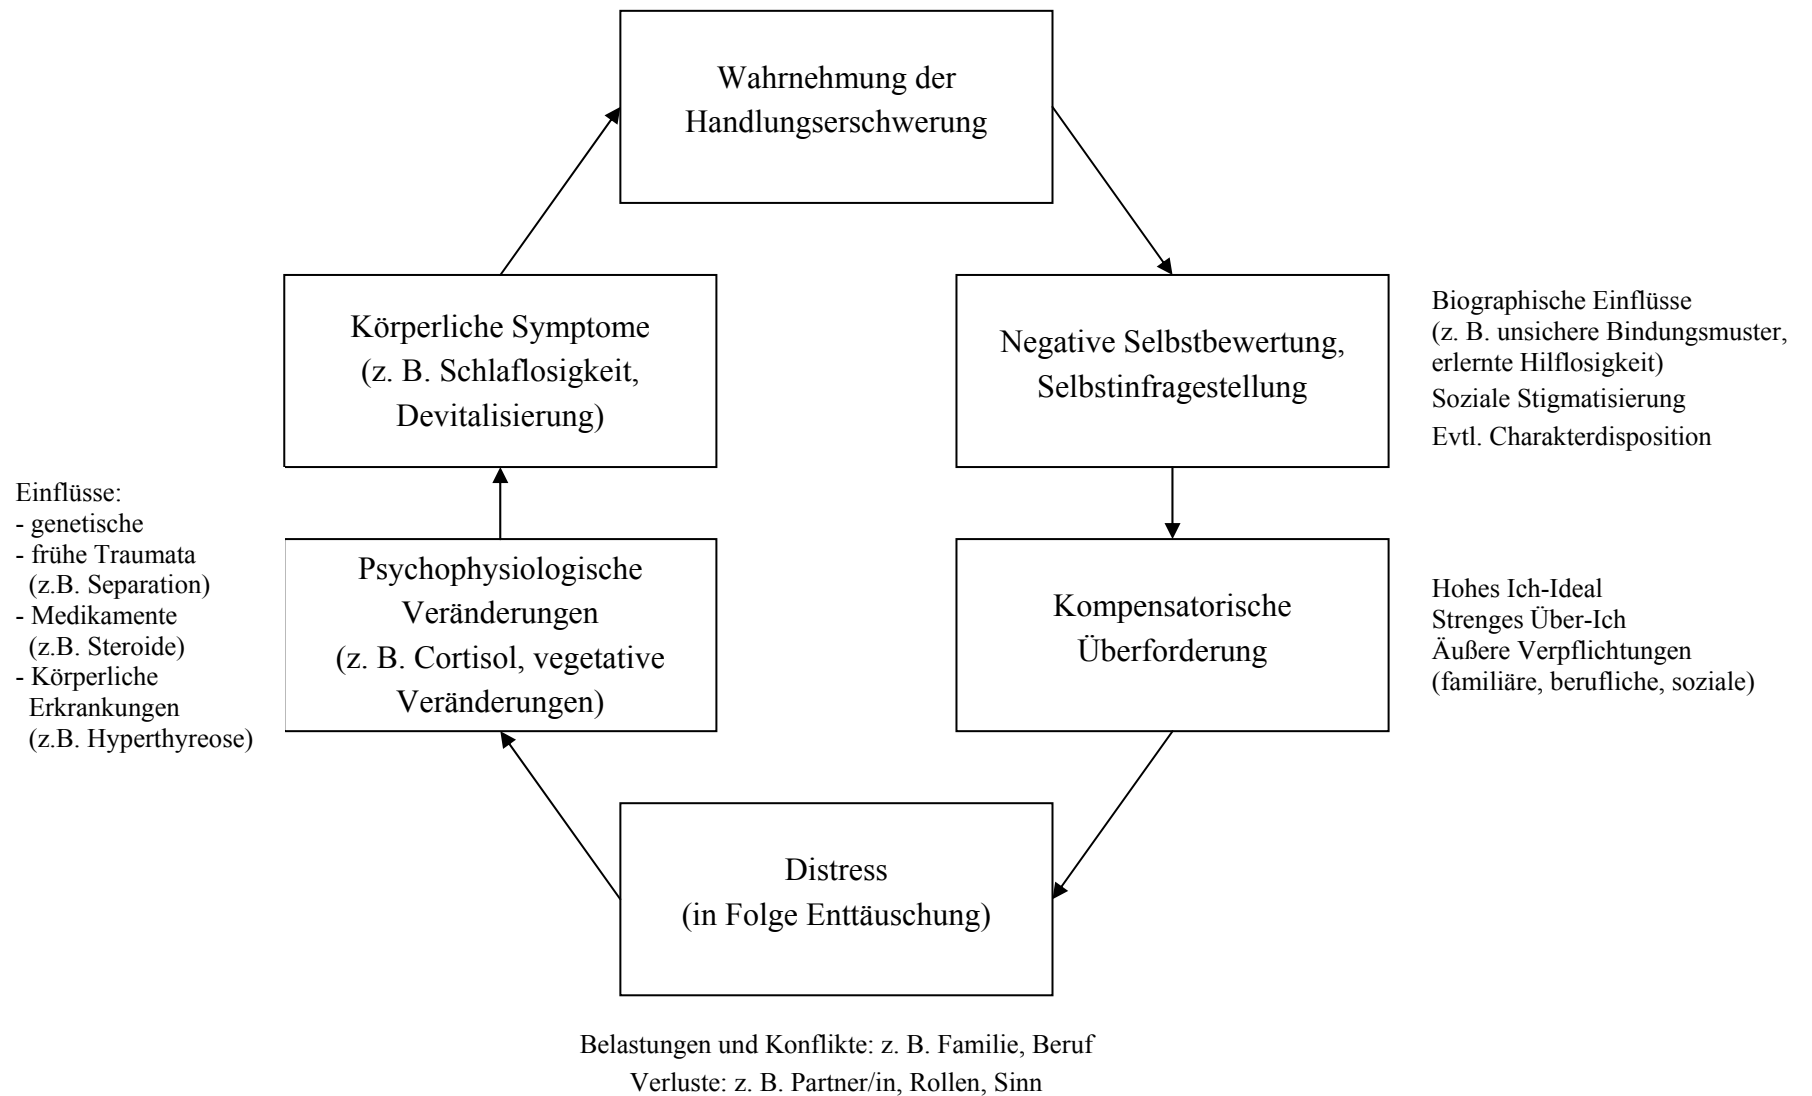 Wahrnehmung der
Handlungserschwerung
Körperliche Symptome
(z. B. Schlaflosigkeit,
Devitalisierung)
Negative Selbstbewertung,
Selbstinfragestellung
Biographische Einflüsse
(z. B. unsichere Bindungsmuster,
erlernte Hilflosigkeit)
Soziale Stigmatisierung
Evtl. Charakterdisposition
Einflüsse:
- genetische
- frühe Traumata
(z.B. Separation)
- Medikamente
(z.B. Steroide)
- Körperliche
Erkrankungen
(z.B. Hyperthyreose)
Psychophysiologische
Veränderungen
(z. B. Cortisol, vegetative
Veränderungen)
Kompensatorische
Überforderung
Hohes Ich-Ideal
Strenges Über-Ich
Äußere Verpflichtungen
(familiäre, berufliche, soziale)
Distress
(in Folge Enttäuschung)
Belastungen und Konflikte: z. B. Familie, Beruf
Verluste: z. B. Partner/in, Rollen, Sinn